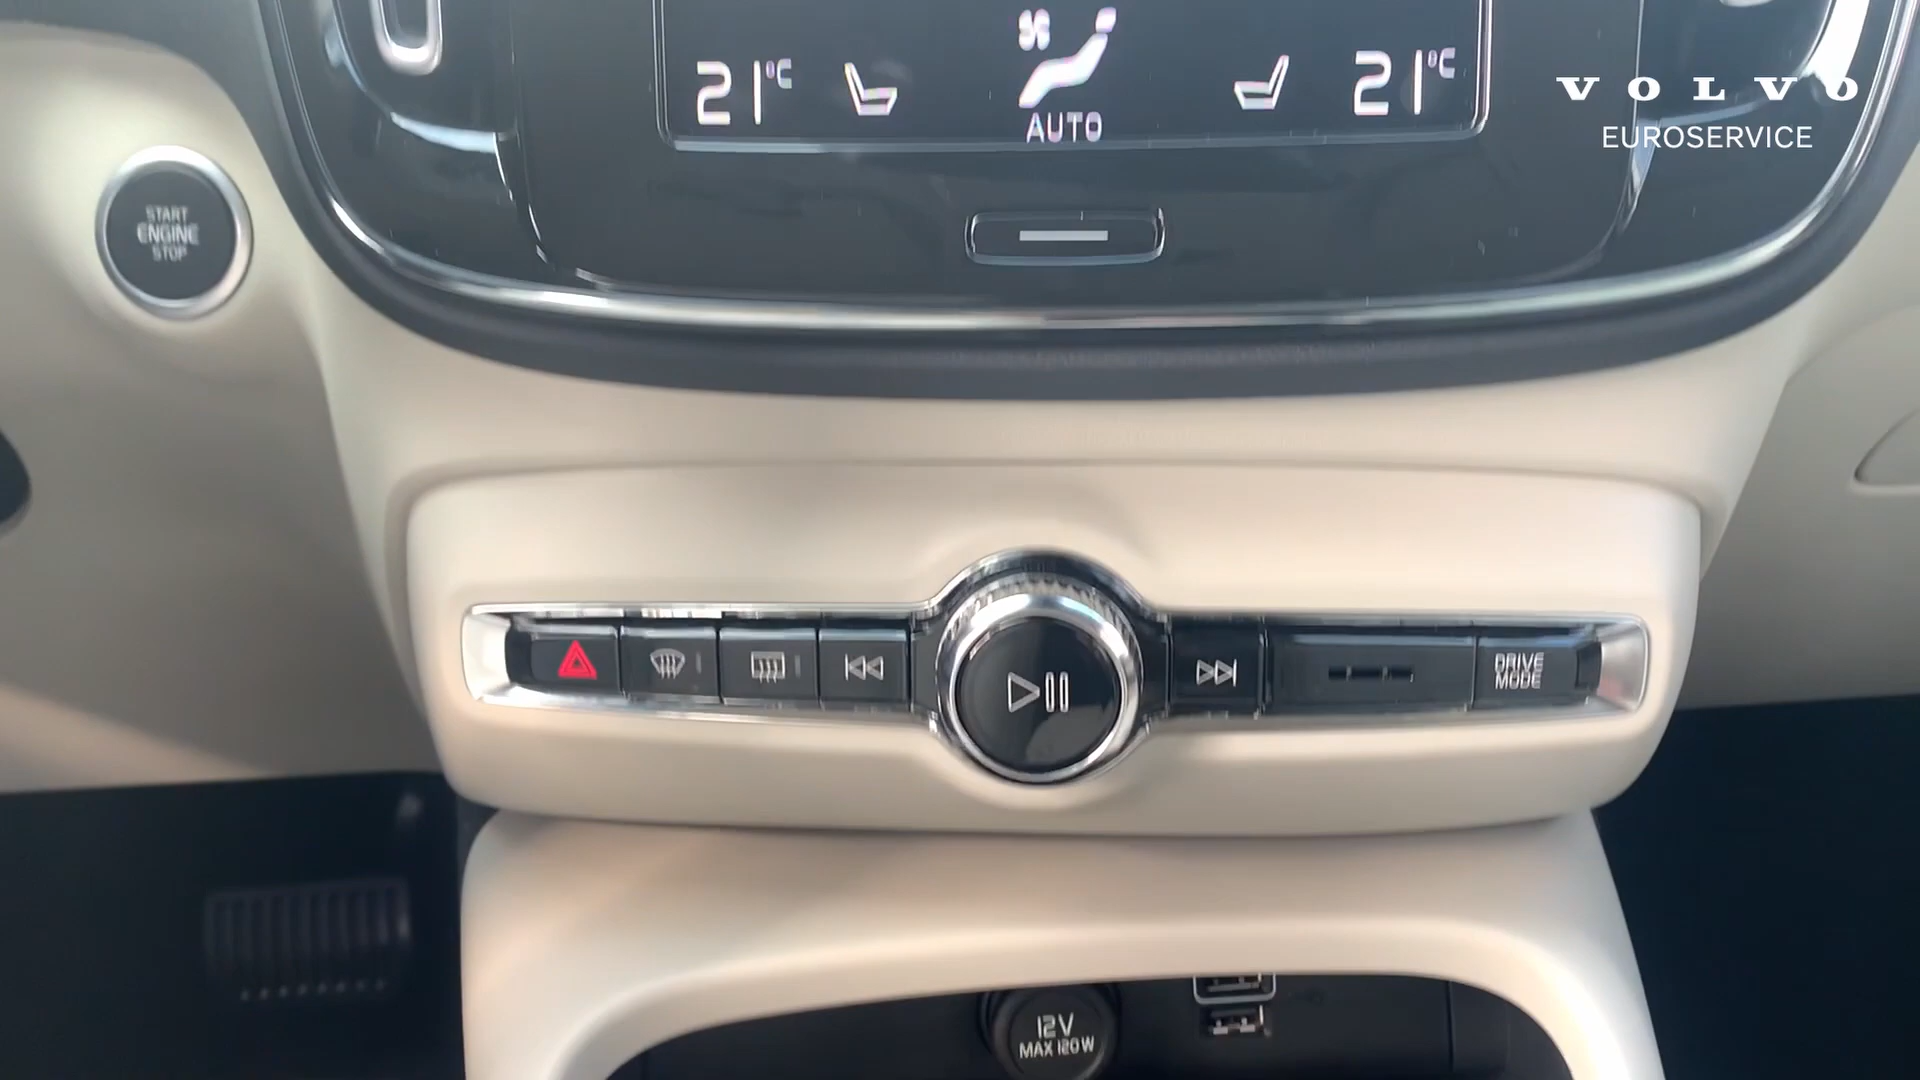 21°C
AUTO
21°C
VOLVO
EUROSERVICE
START
ENGINE
STOP
DRIVE
MODE
12V
MAX 120W